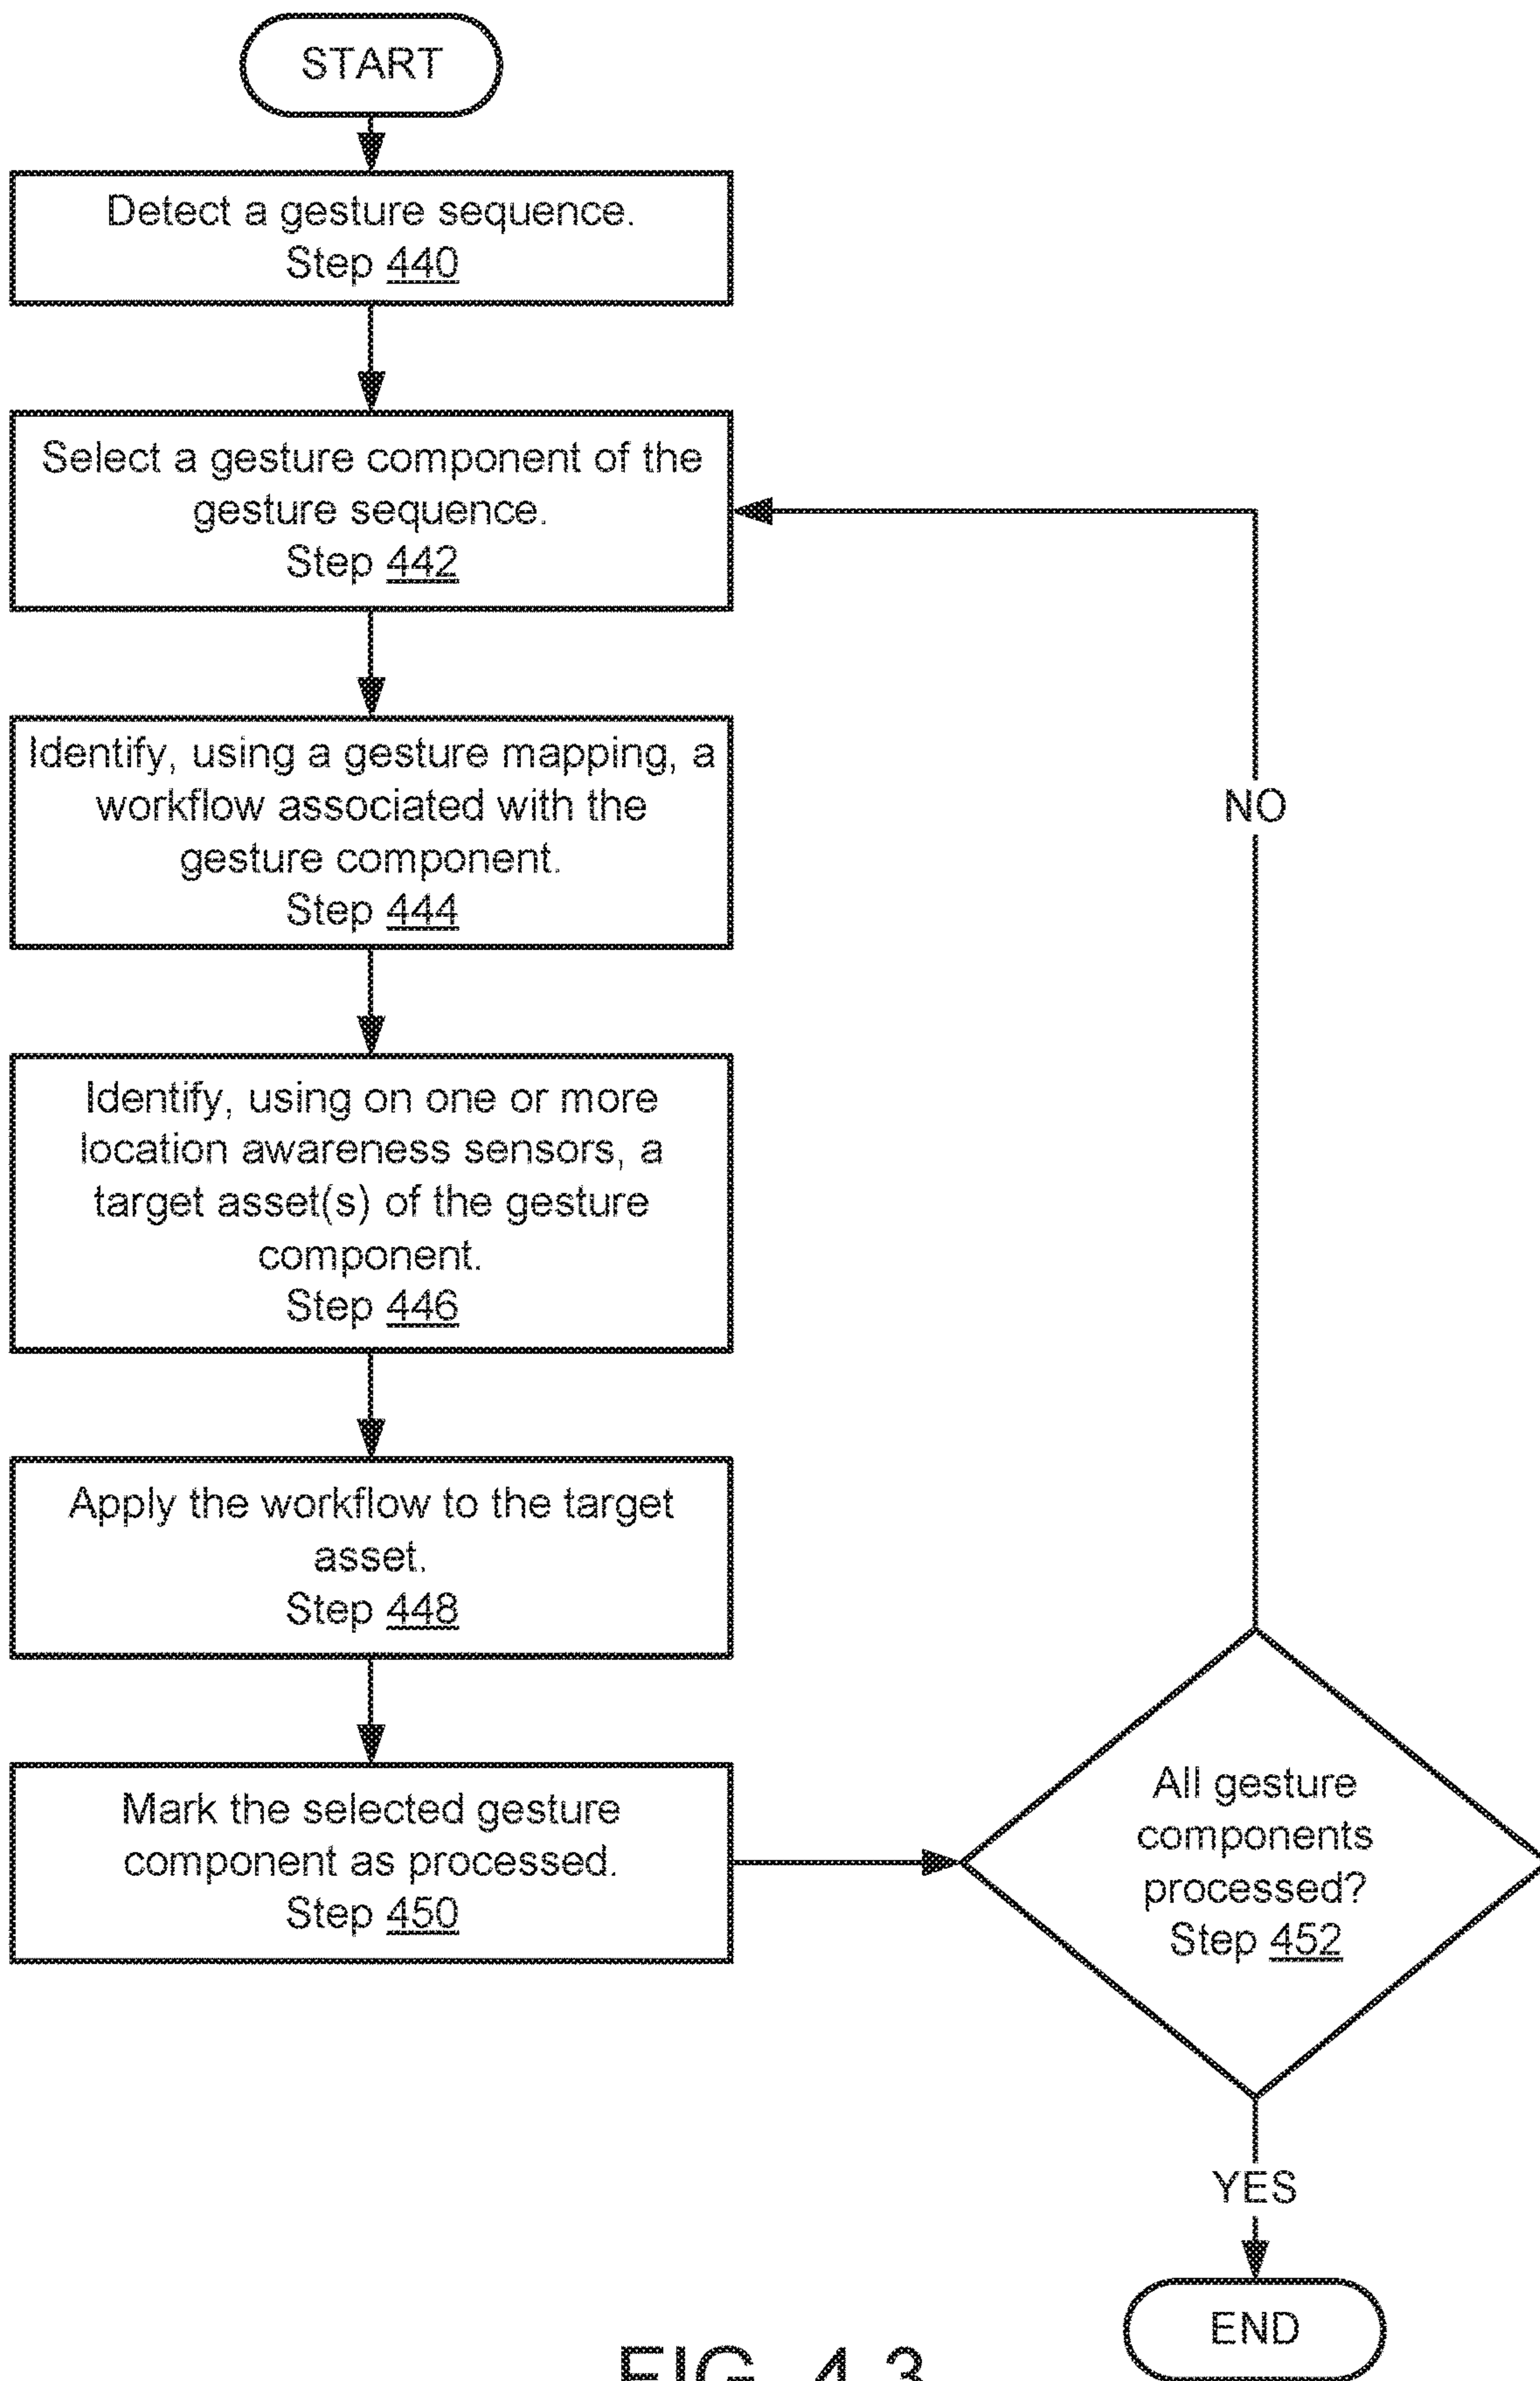 START
Detect a gesture sequence.
Step 440
Select a gesture component of the
gesture sequence.
Step 442
Identify, using a gesture mapping, a
workflow associated with the
gesture component.
Step 444
Identify, using on one or more
location awareness sensors, a
target asset(s) of the gesture
component.
Step 446
Apply the workflow to the target
asset.
Step 448
Mark the selected gesture
component as processed.
Step 450
All gesture
components
processed?
Step 452
NO
YES
END
FIG. 4.3